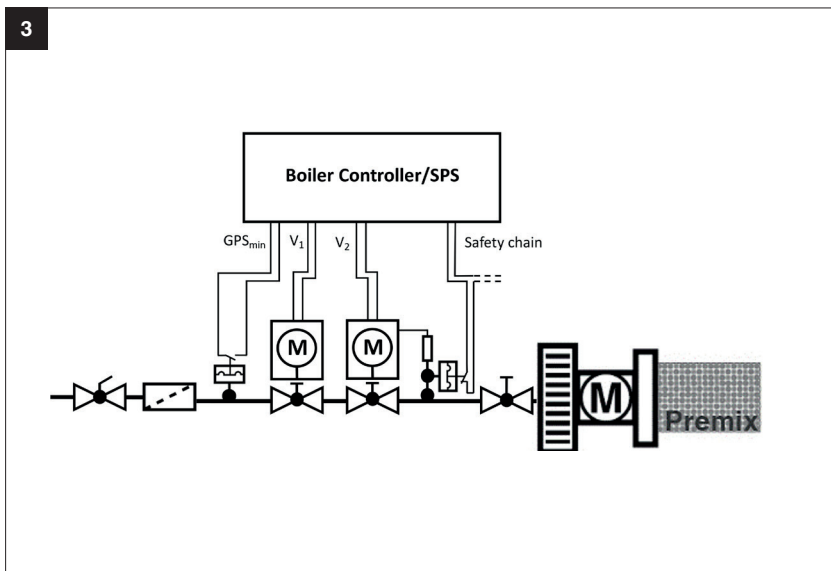 3
Boiler Controller/SPS
GPSmin
V1
V2
Safety chain
M
M
M
Premix